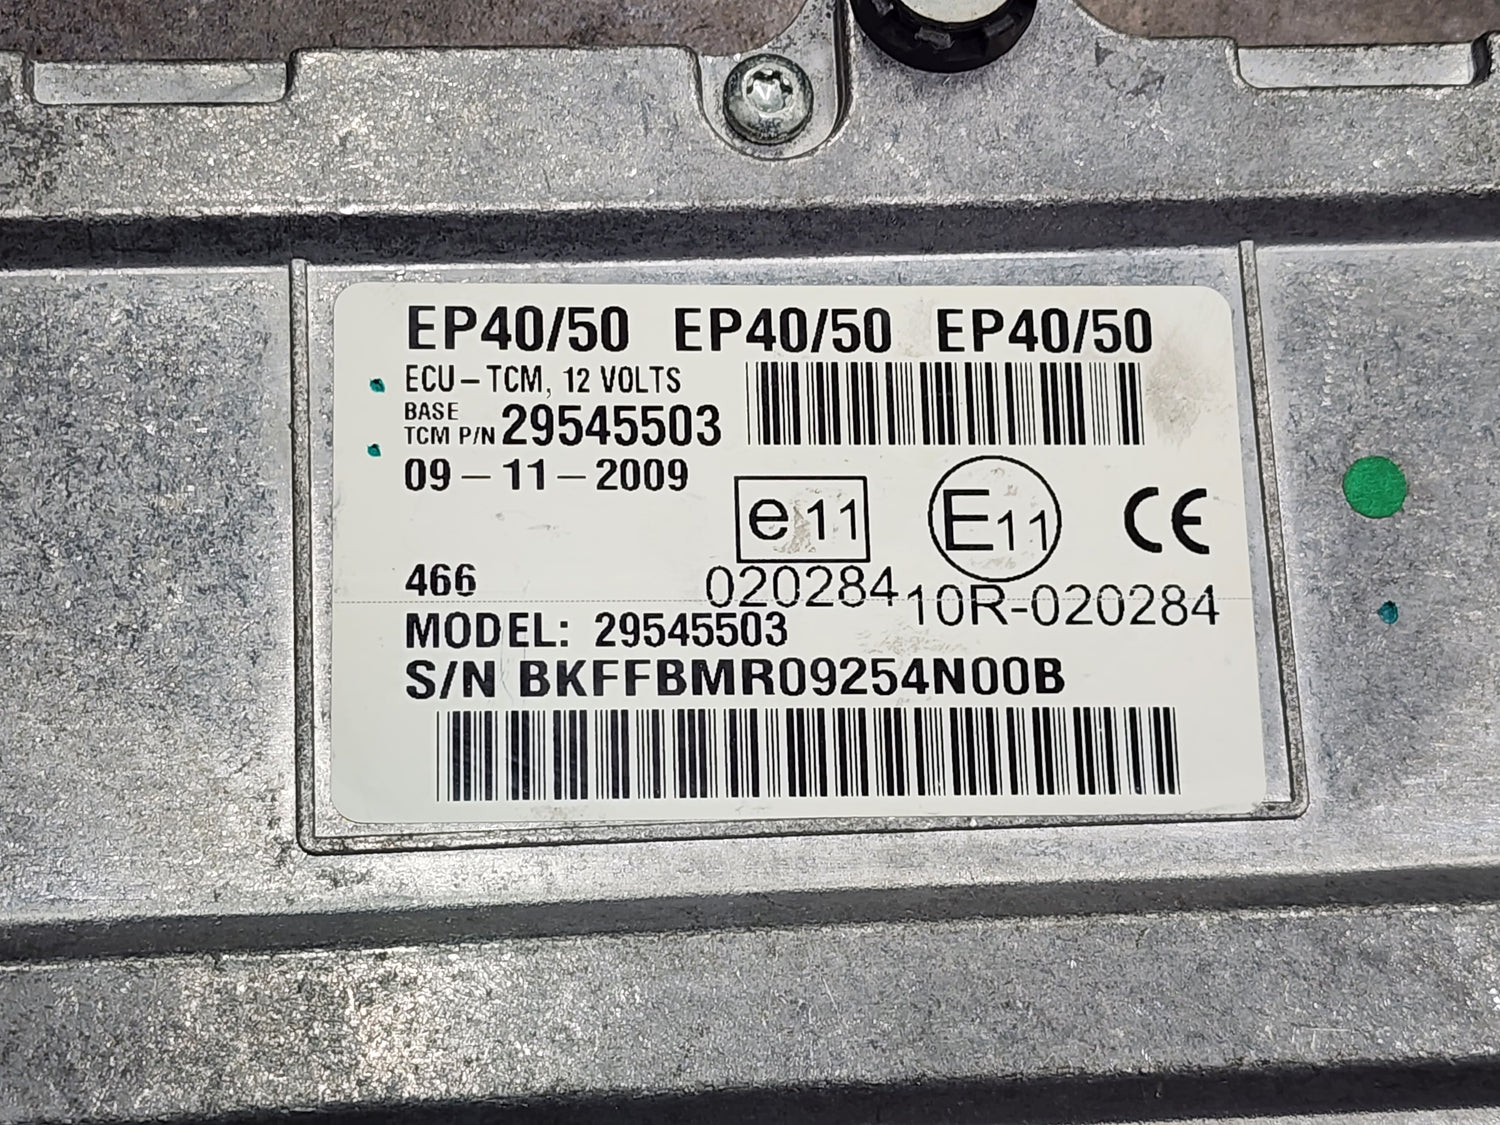 EP40/50 EP40/50 EP40/50
ECU-TCM, 12 VOLTS
BASE
TCM P/N 29545503
09-11-2009
e11
E11
CE
020284
10R-020284
466
MODEL: 29545503
S/N BKFFBMR09254N00B